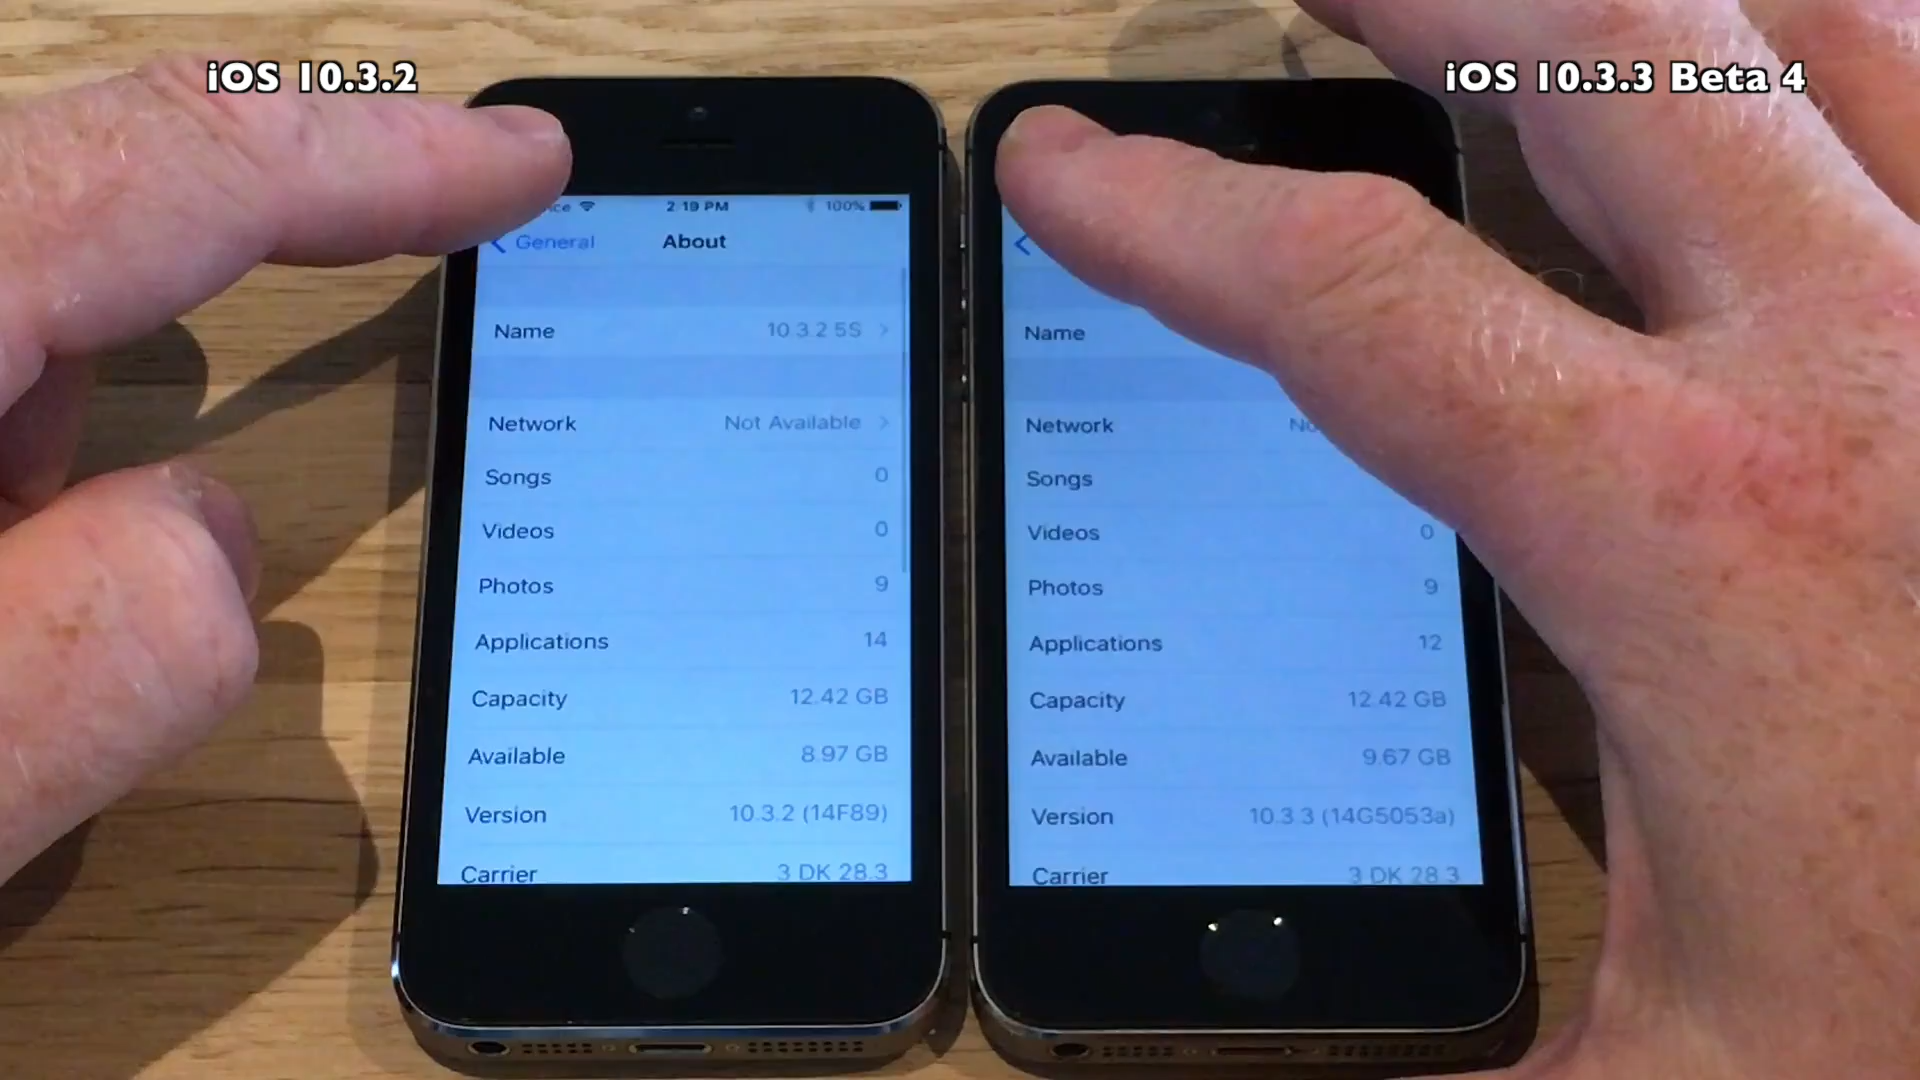 iOS 10.3.2
iOS 10.3.3 Beta 4
2:19 PM 100%
General About
Name 10.3.2 5S
Network Not Available
Songs 0
Videos 0
Photos 9
Applications 14
Capacity 12.42 GB
Available 8.97 GB
Version 10.3.2 (14F89)
Carrier 3 DK 28.3
Name
Network
Songs
Videos 0
Photos 9
Applications 12
Capacity 12.42 GB
Available 9.67 GB
Version 10.3.3 (14G5053a)
Carrier 3 DK 28.3